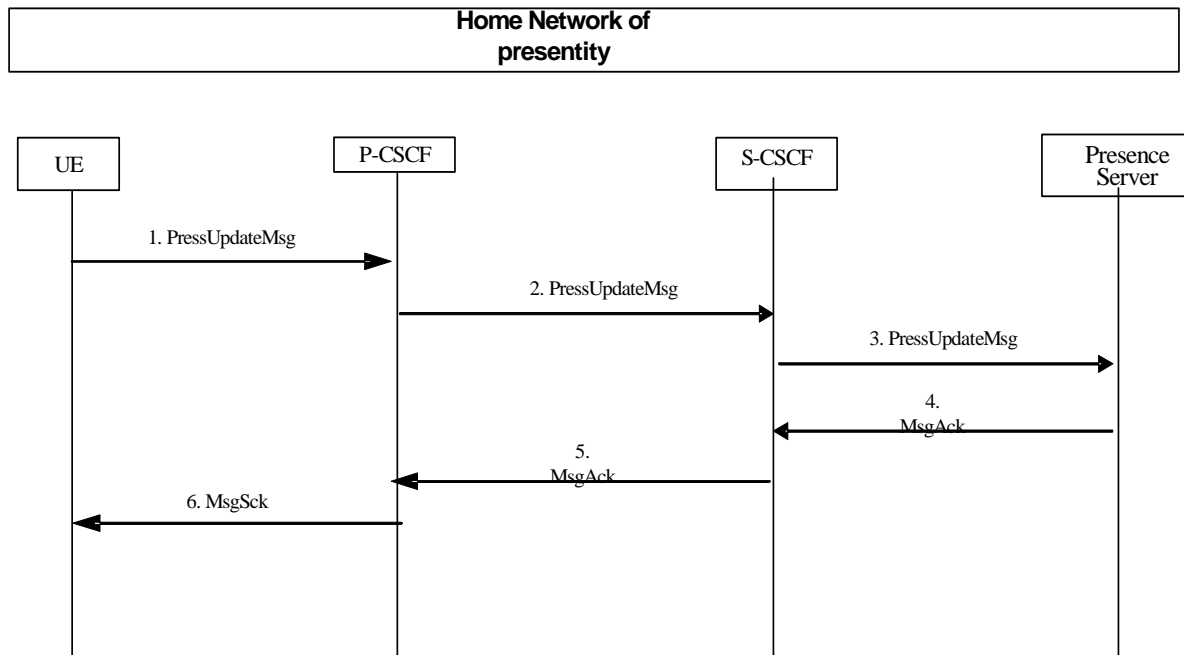 Home Network of
presentity
UE
P-CSCF
S-CSCF
Presence
Server
1. PressUpdateMsg
2. PressUpdateMsg
3. PressUpdateMsg
4.
MsgAck
5.
MsgAck
6. MsgSck